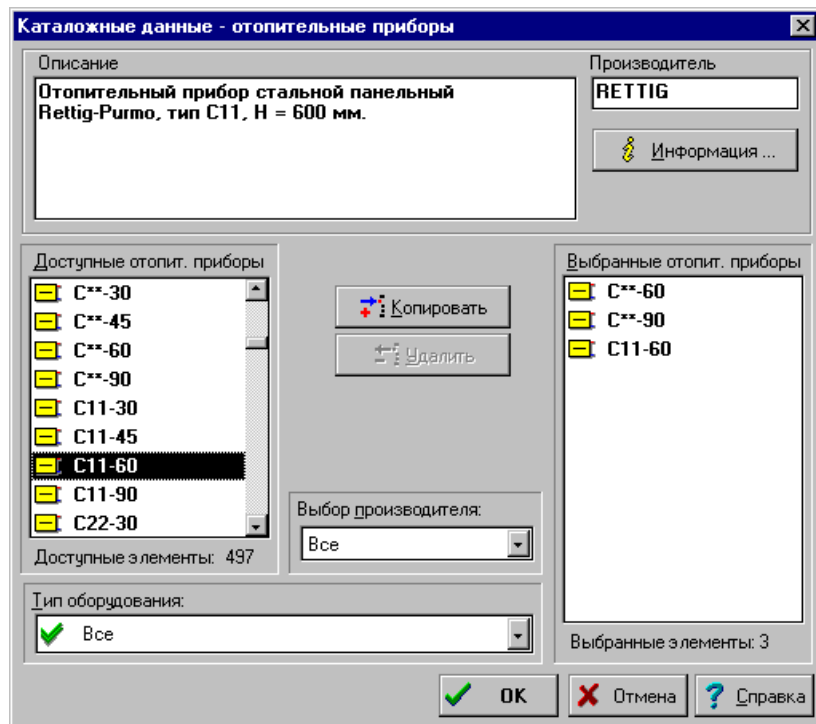 Каталожные данные - отопительные приборы
Описание
Отопительный прибор стальной панельный
Rettig-Purmo, тип C11, H = 600 мм.
Производитель
RETTIG
Информация ...
Доступные отопит. приборы
C**-30
C**-45
C**-60
C**-90
C11-30
C11-45
C11-60
C11-90
C22-30
Доступные элементы: 497
Копировать
Удалить
Выбор производителя:
Все
Тип оборудования:
Все
Выбранные отопит. приборы
C**-60
C**-90
C11-60
Выбранные элементы: 3
OK
Отмена
Справка